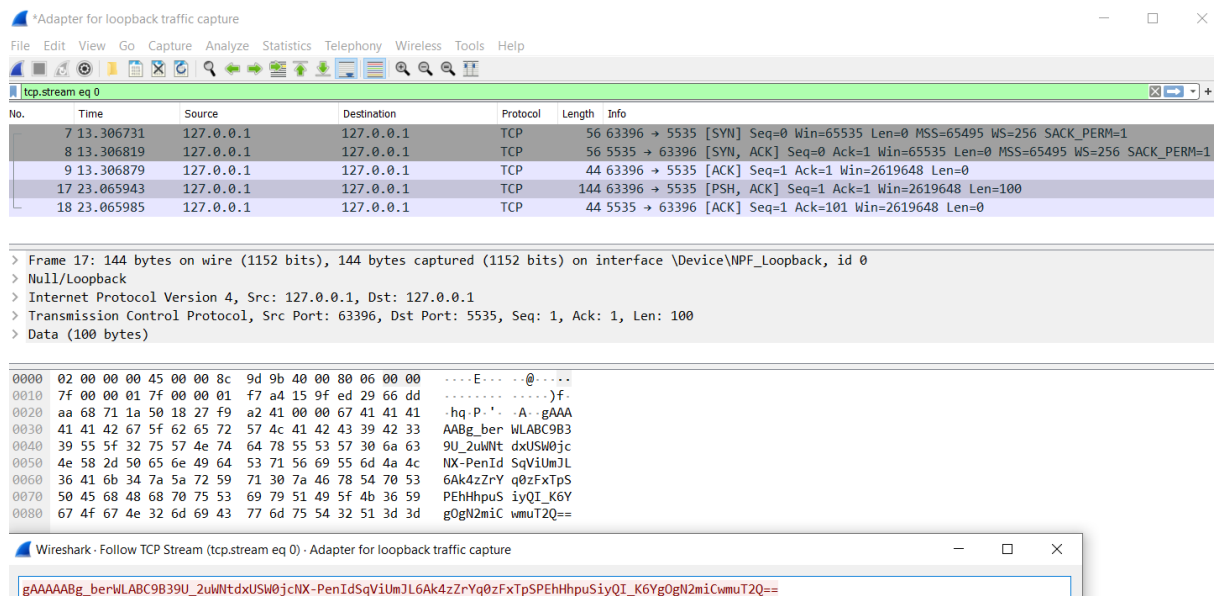 *Adapter for loopback traffic capture
File Edit View Go Capture Analyze Statistics Telephony Wireless Tools Help
tcp.stream eq 0
No. Time Source Destination Protocol Length Info
7 13.306731 127.0.0.1 127.0.0.1 TCP 56 63396 → 5535 [SYN] Seq=0 Win=65535 Len=0 MSS=65495 WS=256 SACK_PERM=1
8 13.306819 127.0.0.1 127.0.0.1 TCP 56 5535 → 63396 [SYN, ACK] Seq=0 Ack=1 Win=65535 Len=0 MSS=65495 WS=256 SACK_PERM=1
9 13.306879 127.0.0.1 127.0.0.1 TCP 44 63396 → 5535 [ACK] Seq=1 Ack=1 Win=2619648 Len=0
17 23.065943 127.0.0.1 127.0.0.1 TCP 144 63396 → 5535 [PSH, ACK] Seq=1 Ack=1 Win=2619648 Len=100
18 23.065985 127.0.0.1 127.0.0.1 TCP 44 5535 → 63396 [ACK] Seq=1 Ack=101 Win=2619648 Len=0
> Frame 17: 144 bytes on wire (1152 bits), 144 bytes captured (1152 bits) on interface \Device\NPF_Loopback, id 0
> Null/Loopback
> Internet Protocol Version 4, Src: 127.0.0.1, Dst: 127.0.0.1
> Transmission Control Protocol, Src Port: 63396, Dst Port: 5535, Seq: 1, Ack: 1, Len: 100
> Data (100 bytes)
0000 02 00 00 00 45 00 00 8c 9d 9b 40 00 80 06 00 00 ····E··· ··@·····
0010 7f 00 00 01 7f 00 00 01 f7 a4 15 9f ed 29 66 dd ········ ·····)f·
0020 aa 68 71 1a 50 18 27 f9 a2 41 00 00 67 41 41 41 ·hq·P·'· ·A··gAAA
0030 41 41 42 67 5f 62 65 72 57 4c 41 42 43 39 42 33 AABg_ber WLABC9B3
0040 39 55 5f 32 75 57 4e 74 64 78 55 53 57 30 6a 63 9U_2uWNt dxUSW0jc
0050 4e 58 2d 50 65 6e 49 64 53 71 56 69 55 6d 4a 4c NX-PenId SqViUmJL
0060 36 41 6b 34 7a 5a 72 59 71 30 7a 46 78 54 70 53 6Ak4zZrY q0zFxTpS
0070 50 45 68 48 68 70 75 53 69 79 51 49 5f 4b 36 59 PEhHhpuS iyQI_K6Y
0080 67 4f 67 4e 32 6d 69 43 77 6d 75 54 32 51 3d 3d gOgN2miC wmuT2Q==
Wireshark · Follow TCP Stream (tcp.stream eq 0) · Adapter for loopback traffic capture
gAAAAABg_berWLABC9B39U_2uWNtdxUSW0jcNX-PenIdSqViUmJL6Ak4zZrYq0zFxTpSPEhHhpuSiyQI_K6YgOgN2miCwmuT2Q==